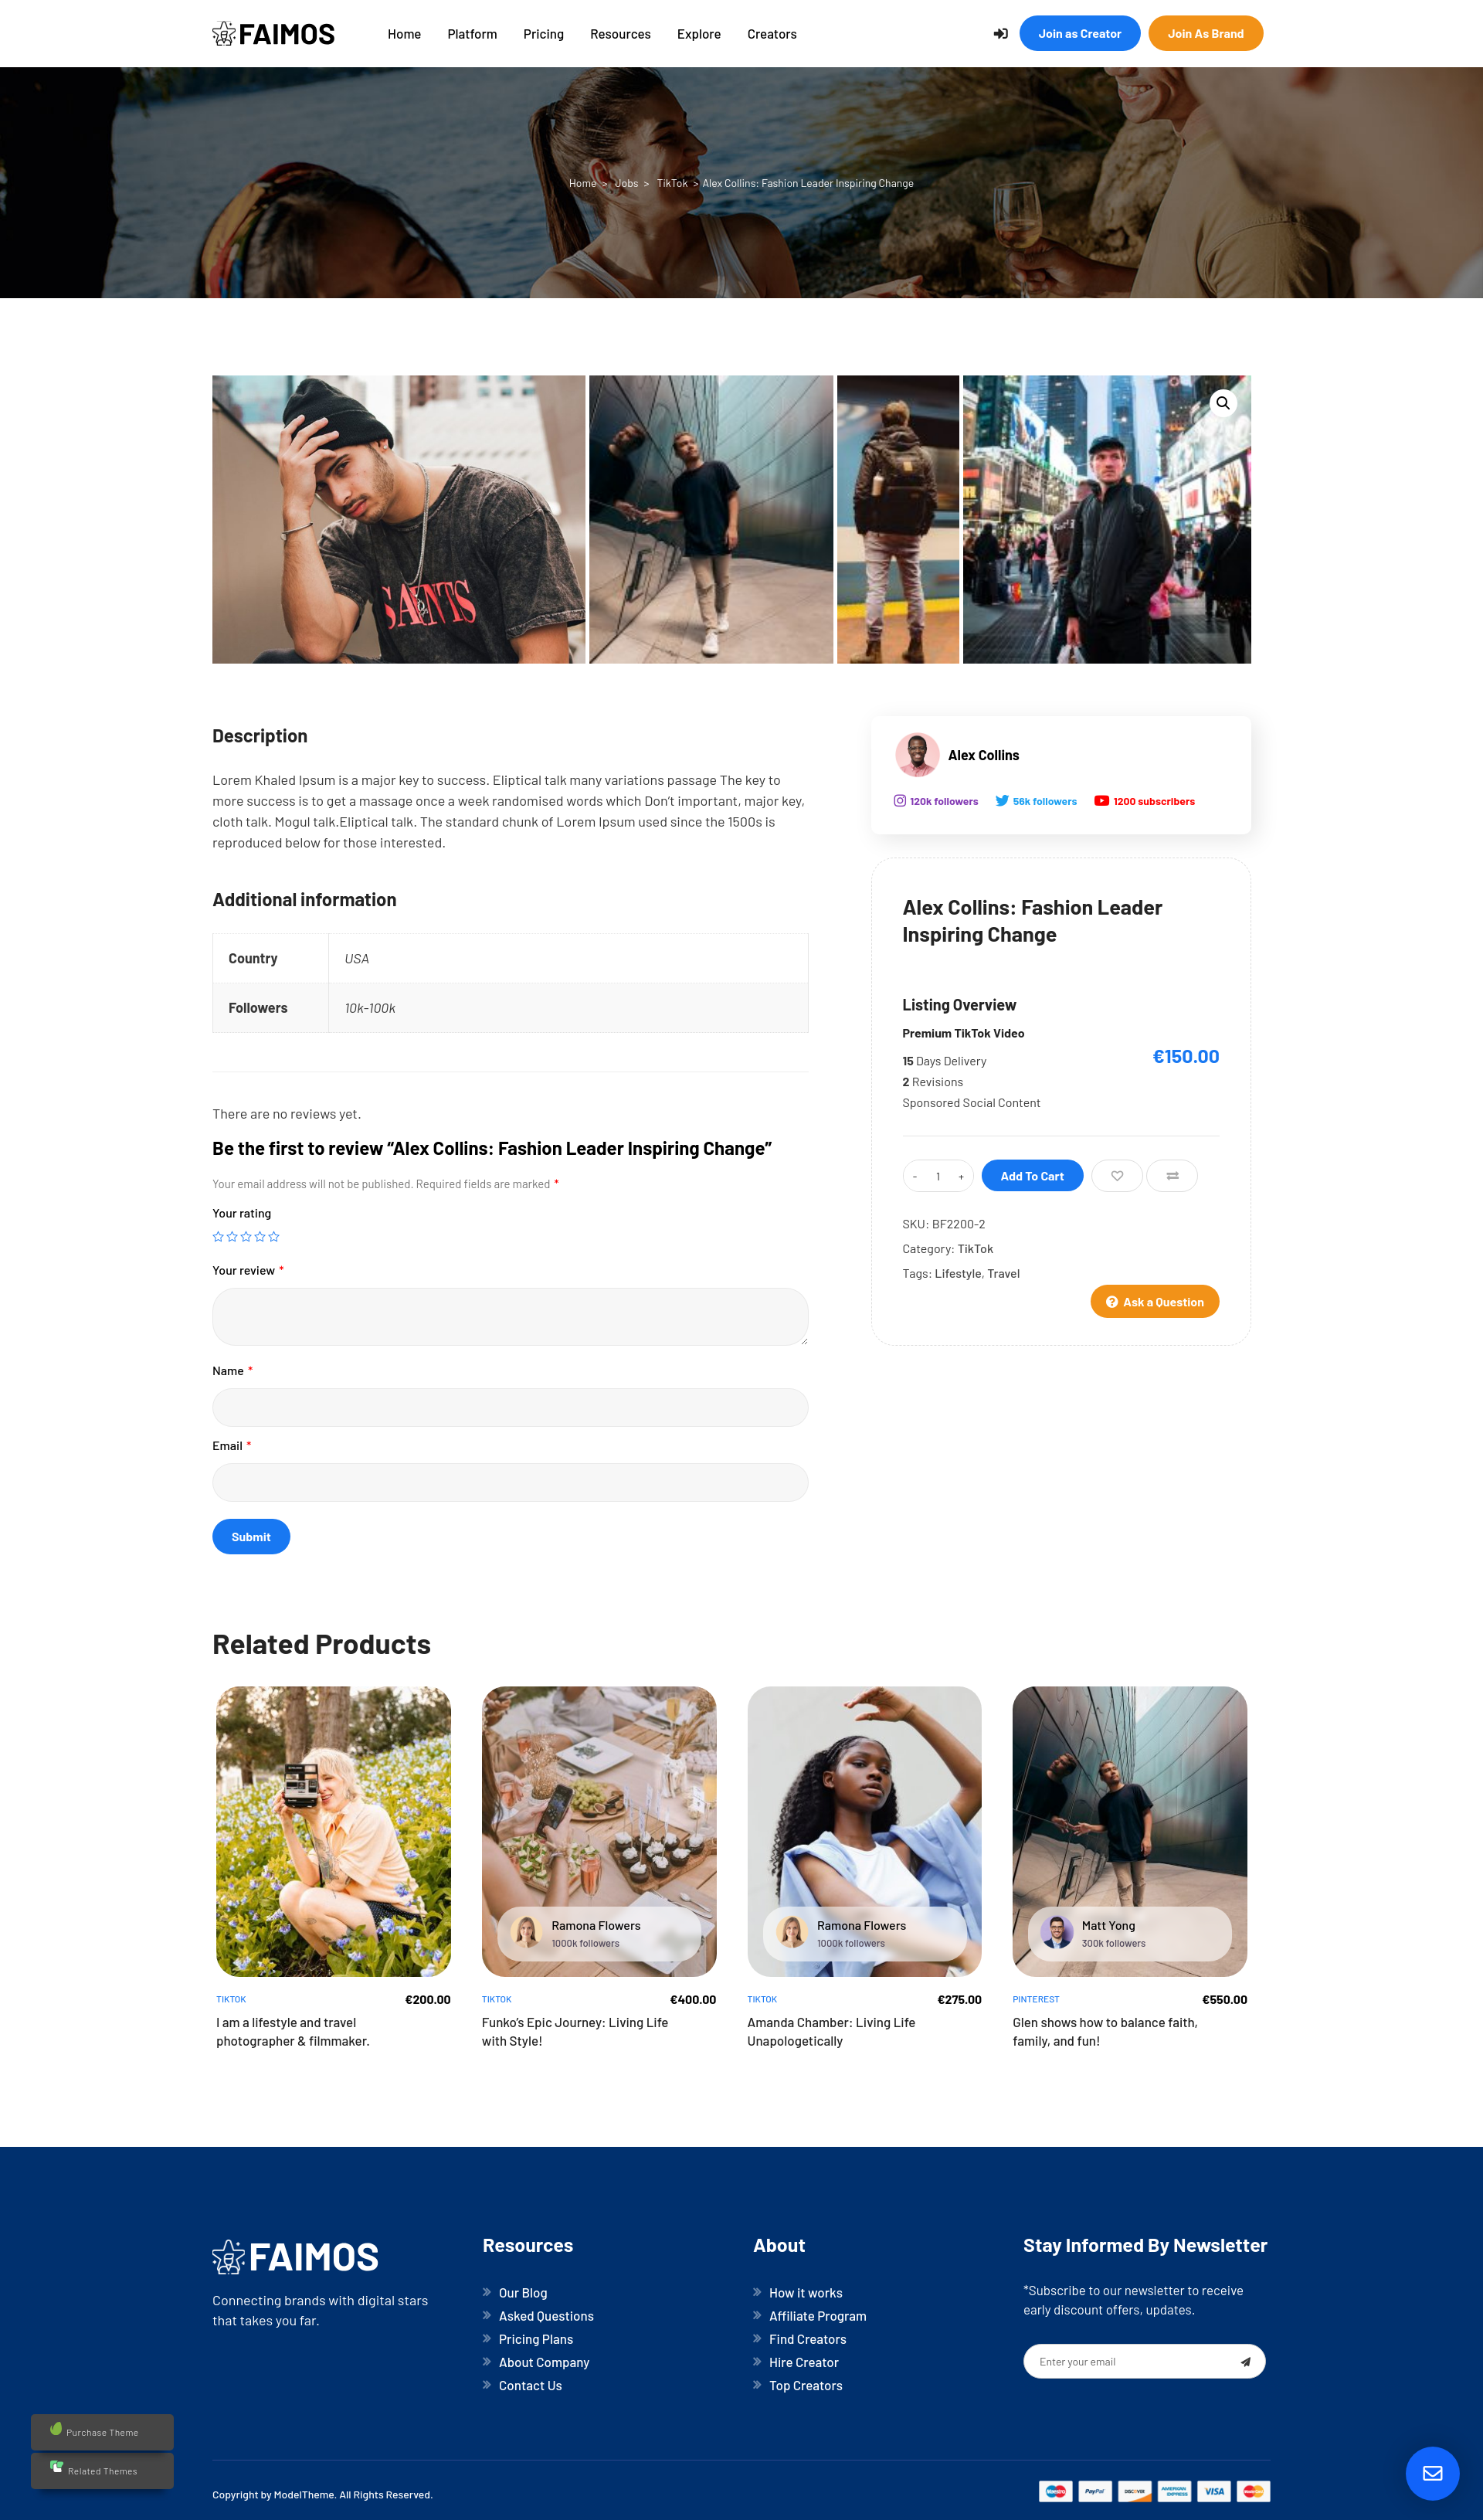 FAIMOS
Home Platform Pricing Resources Explore Creators
Join as Creator
Join As Brand
Home > Jobs > TikTok > Alex Collins: Fashion Leader Inspiring Change
SAINTS
Description
Lorem Khaled Ipsum is a major key to success. Eliptical talk many variations passage The key to
more success is to get a massage once a week randomised words which Don’t important, major key,
cloth talk. Mogul talk.Eliptical talk. The standard chunk of Lorem Ipsum used since the 1500s is
reproduced below for those interested.
Additional information
Country USA
Followers 10k-100k
There are no reviews yet.
Be the first to review “Alex Collins: Fashion Leader Inspiring Change”
Your email address will not be published. Required fields are marked *
Your rating
Your review *
Name *
Email *
Submit
Alex Collins
120k followers 56k followers 1200 subscribers
Alex Collins: Fashion Leader
Inspiring Change
Listing Overview
Premium TikTok Video
€150.00
15 Days Delivery
2 Revisions
Sponsored Social Content
- 1 +
Add To Cart
SKU: BF2200-2
Category: TikTok
Tags: Lifestyle, Travel
Ask a Question
Related Products
TIKTOK €200.00
I am a lifestyle and travel
photographer & filmmaker.
Ramona Flowers
1000k followers
TIKTOK €400.00
Funko’s Epic Journey: Living Life
with Style!
Ramona Flowers
1000k followers
TIKTOK €275.00
Amanda Chamber: Living Life
Unapologetically
Matt Yong
300k followers
PINTEREST €550.00
Glen shows how to balance faith,
family, and fun!
FAIMOS
Connecting brands with digital stars
that takes you far.
Resources
Our Blog
Asked Questions
Pricing Plans
About Company
Contact Us
About
How it works
Affiliate Program
Find Creators
Hire Creator
Top Creators
Stay Informed By Newsletter
*Subscribe to our newsletter to receive
early discount offers, updates.
Enter your email
Purchase Theme
Related Themes
Copyright by ModelTheme. All Rights Reserved.
PayPal DISCOVER AMERICAN EXPRESS VISA